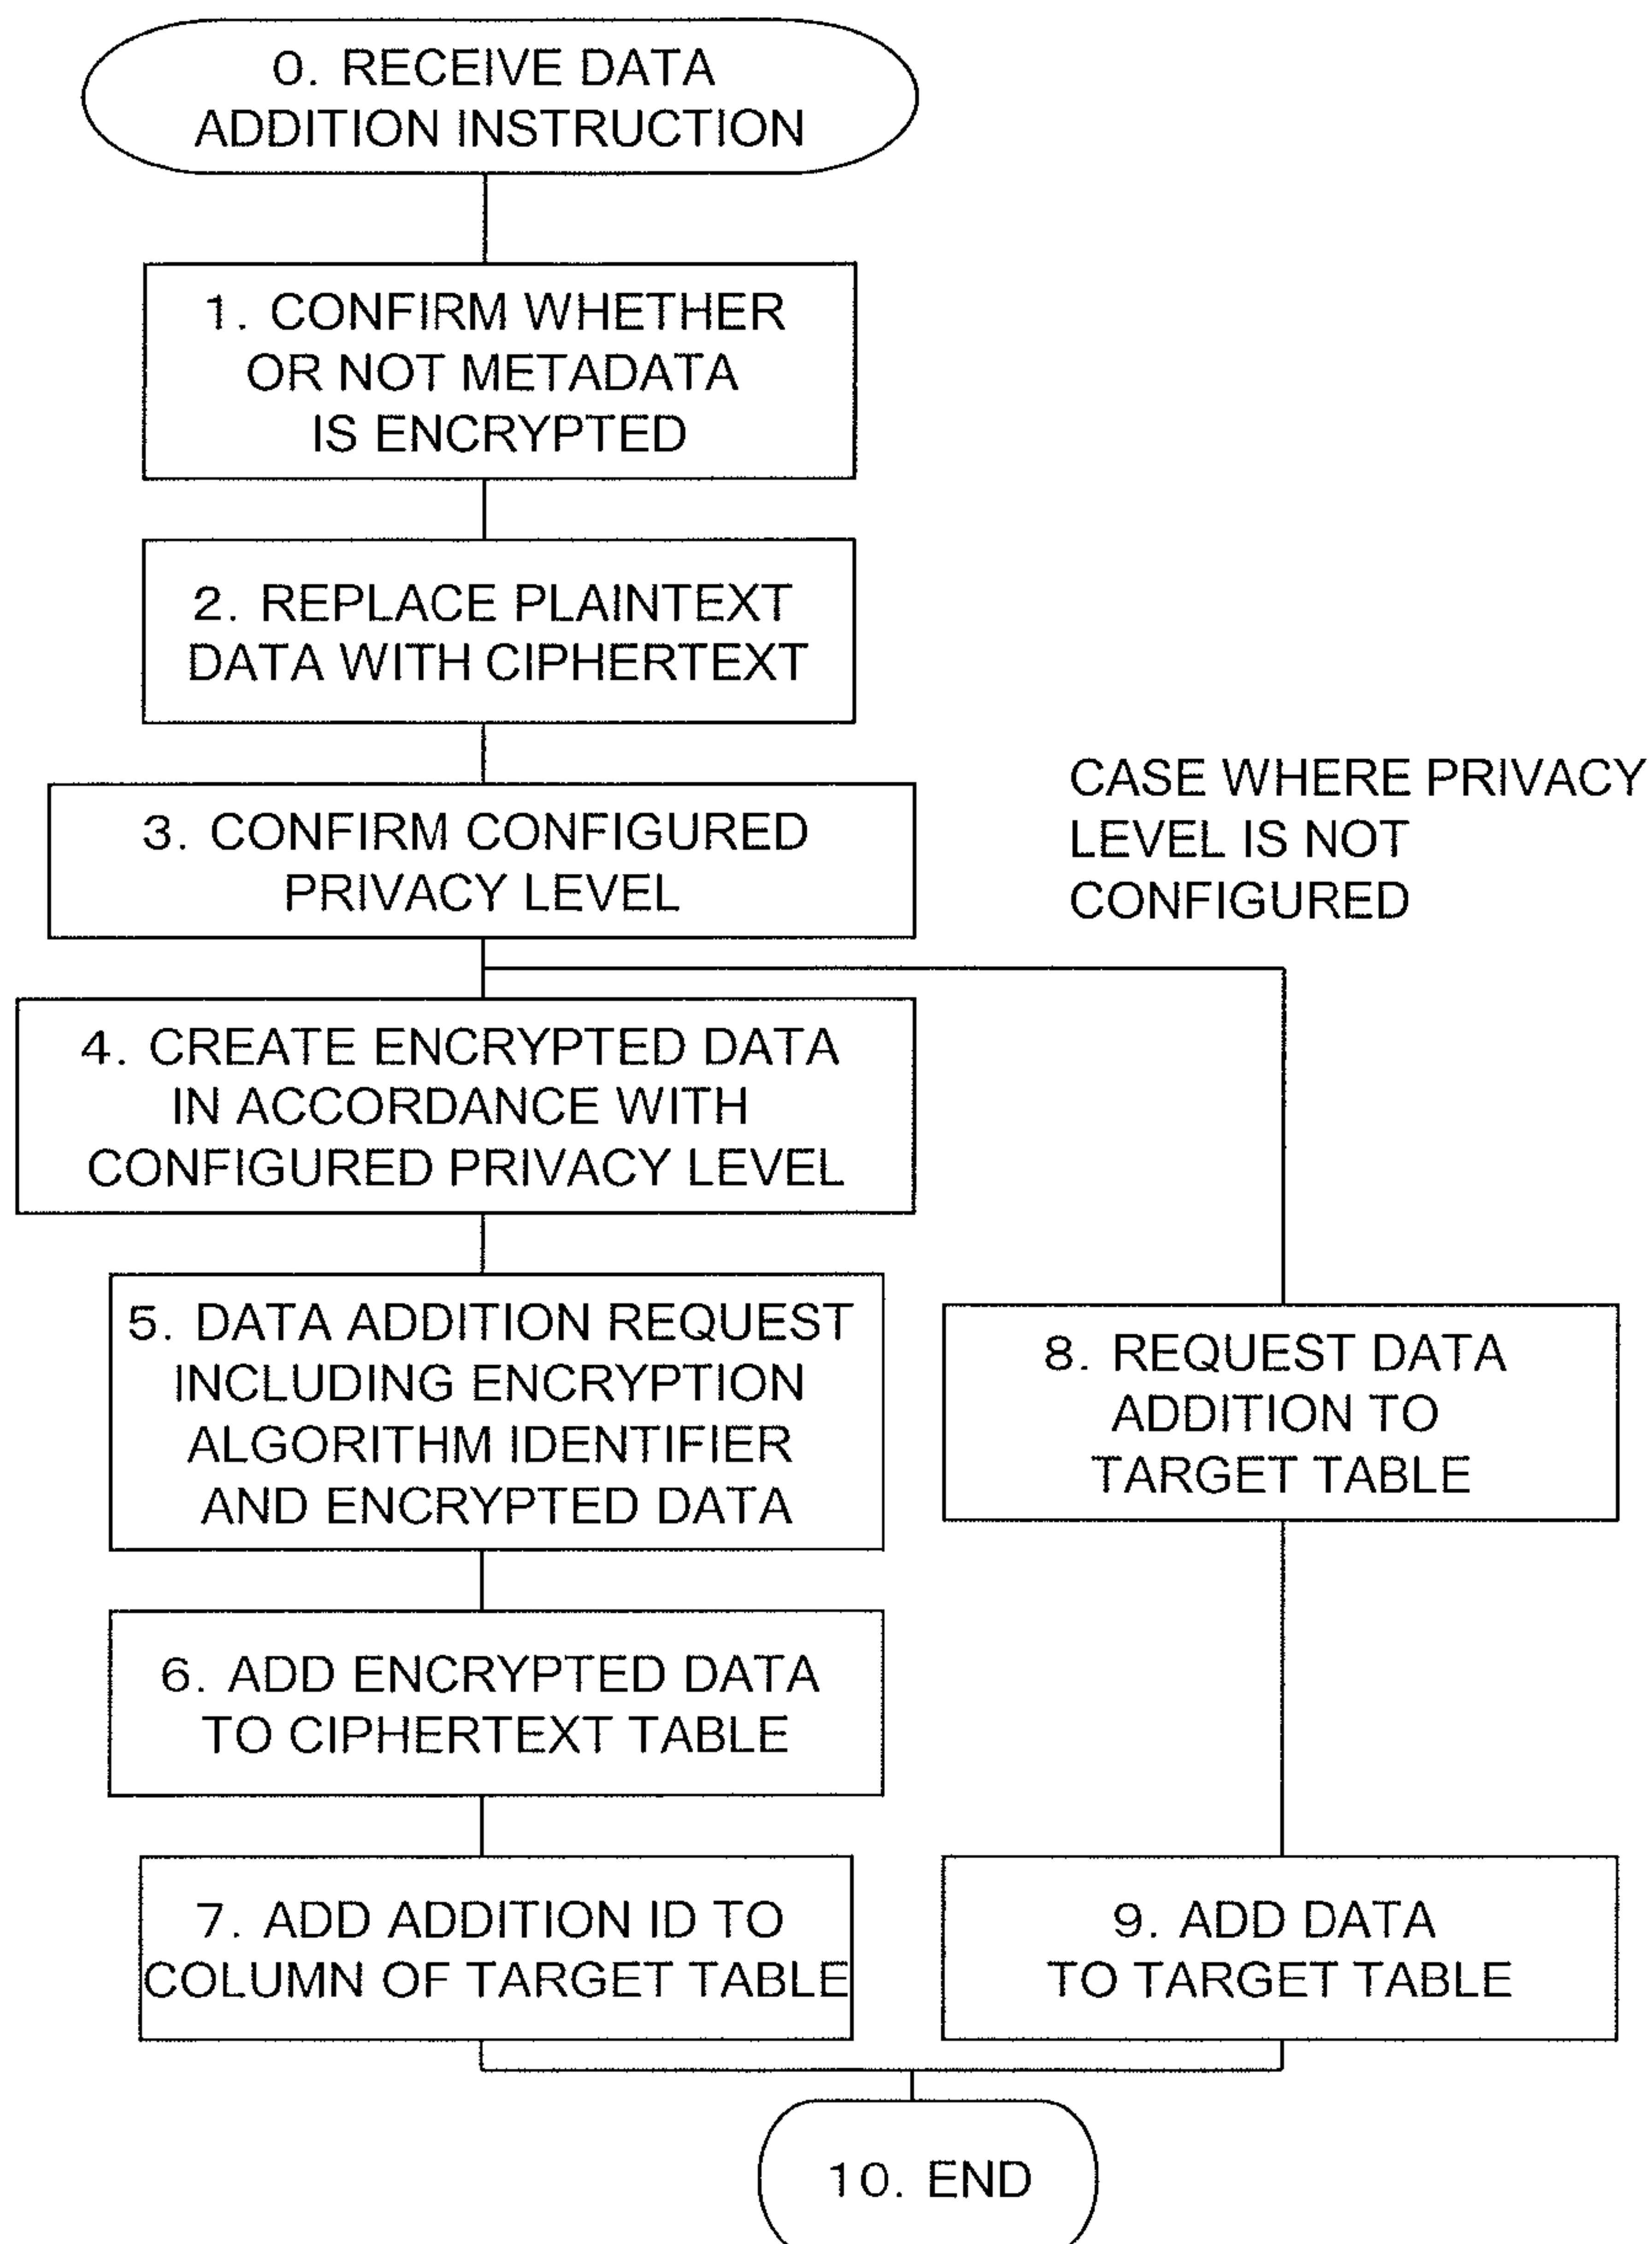 0. RECEIVE DATA
ADDITION INSTRUCTION
1. CONFIRM WHETHER
OR NOT METADATA
IS ENCRYPTED
2. REPLACE PLAINTEXT
DATA WITH CIPHERTEXT
3. CONFIRM CONFIGURED
PRIVACY LEVEL
CASE WHERE PRIVACY
LEVEL IS NOT
CONFIGURED
4. CREATE ENCRYPTED DATA
IN ACCORDANCE WITH
CONFIGURED PRIVACY LEVEL
5. DATA ADDITION REQUEST
INCLUDING ENCRYPTION
ALGORITHM IDENTIFIER
AND ENCRYPTED DATA
6. ADD ENCRYPTED DATA
TO CIPHERTEXT TABLE
7. ADD ADDITION ID TO
COLUMN OF TARGET TABLE
8. REQUEST DATA
ADDITION TO
TARGET TABLE
9. ADD DATA
TO TARGET TABLE
10. END